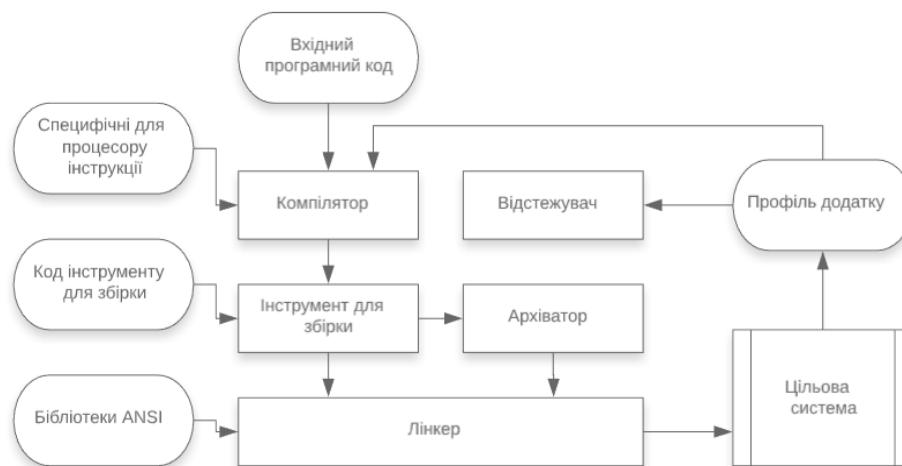 Вхідний
програмний код
Специфічні для
процесору
інструкції
Компілятор
Відстежувач
Профіль додатку
Код інструменту
для збірки
Інструмент для
збірки
Архіватор
Цільова
система
Бібліотеки ANSI
Лінкер